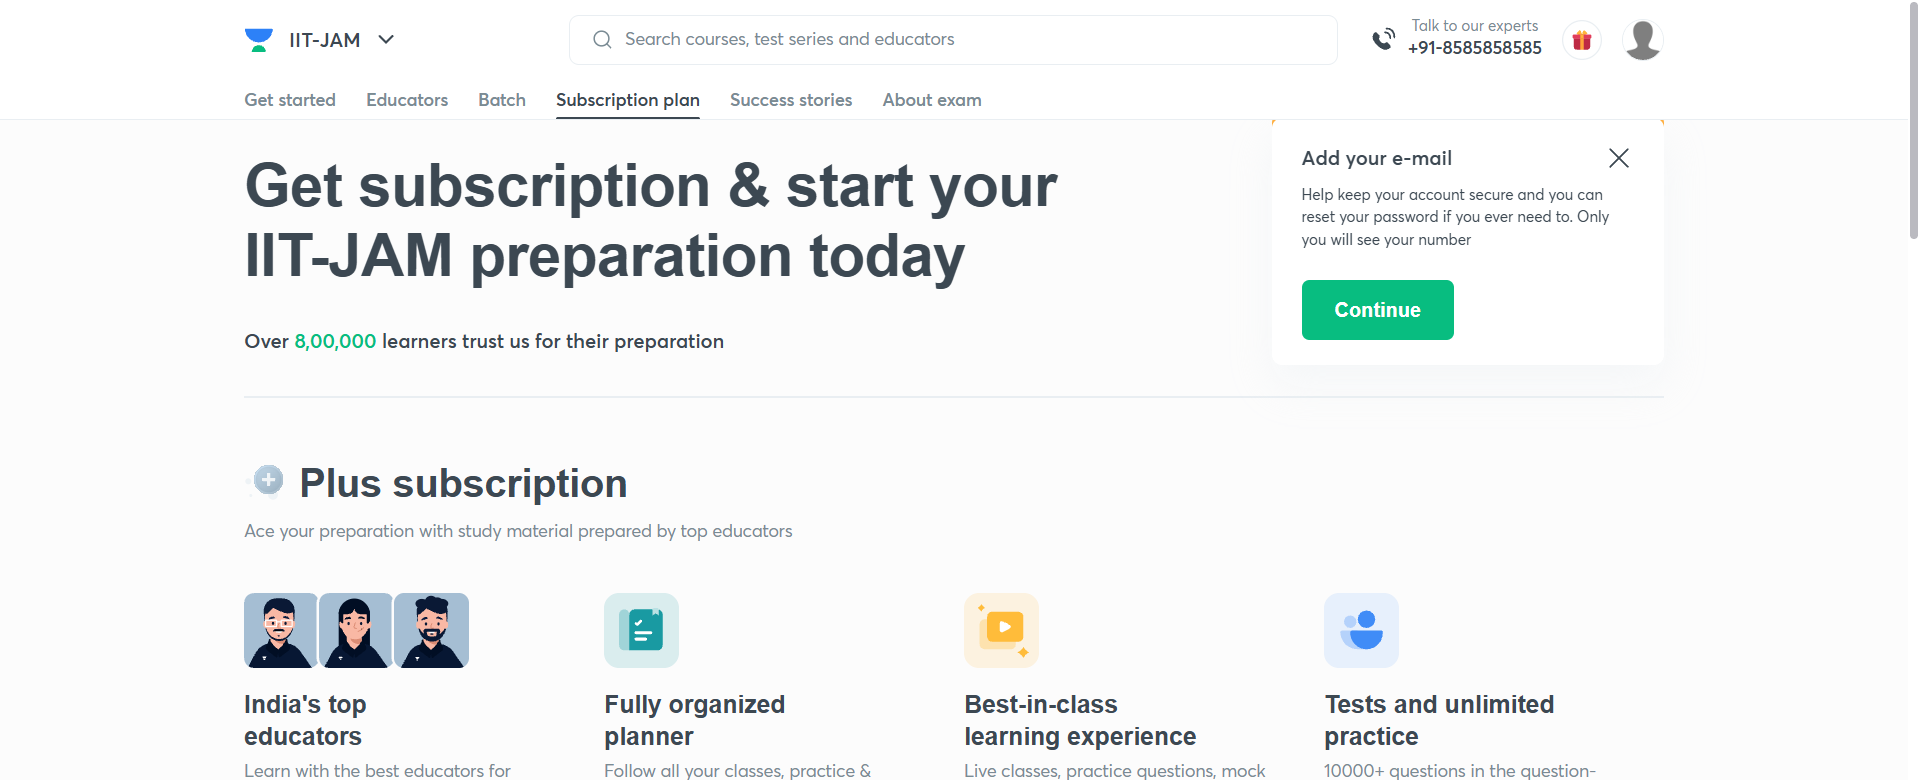 IIT-JAM
Search courses, test series and educators
Talk to our experts
+91-8585858585
Get started
Educators
Batch
Subscription plan
Success stories
About exam
Get subscription & start your
IIT-JAM preparation today
Over 8,00,000 learners trust us for their preparation
Add your e-mail
Help keep your account secure and you can
reset your password if you ever need to. Only
you will see your number
Continue
Plus subscription
Ace your preparation with study material prepared by top educators
India's top
educators
Learn with the best educators for
Fully organized
planner
Follow all your classes, practice &
Best-in-class
learning experience
Live classes, practice questions, mock
Tests and unlimited
practice
10000+ questions in the question-